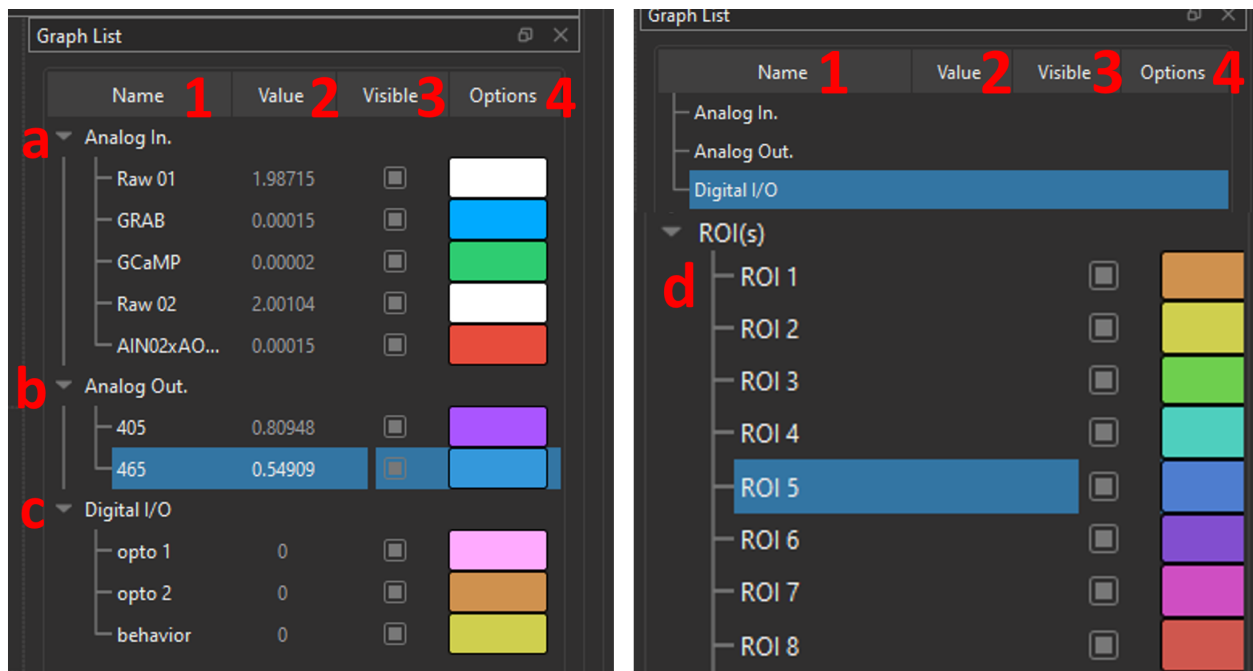 Graph List
Name 1 Value 2 Visible 3 Options 4
a Analog In.
Raw 01 1.98715
GRAB 0.00015
GCaMP 0.00002
Raw 02 2.00104
AIN02xAO... 0.00015
b Analog Out.
405 0.80948
465 0.54909
c Digital I/O
opto 1 0
opto 2 0
behavior 0
Graph List
Name 1 Value 2 Visible 3 Options 4
Analog In.
Analog Out.
Digital I/O
ROI(s)
d ROI 1
ROI 2
ROI 3
ROI 4
ROI 5
ROI 6
ROI 7
ROI 8